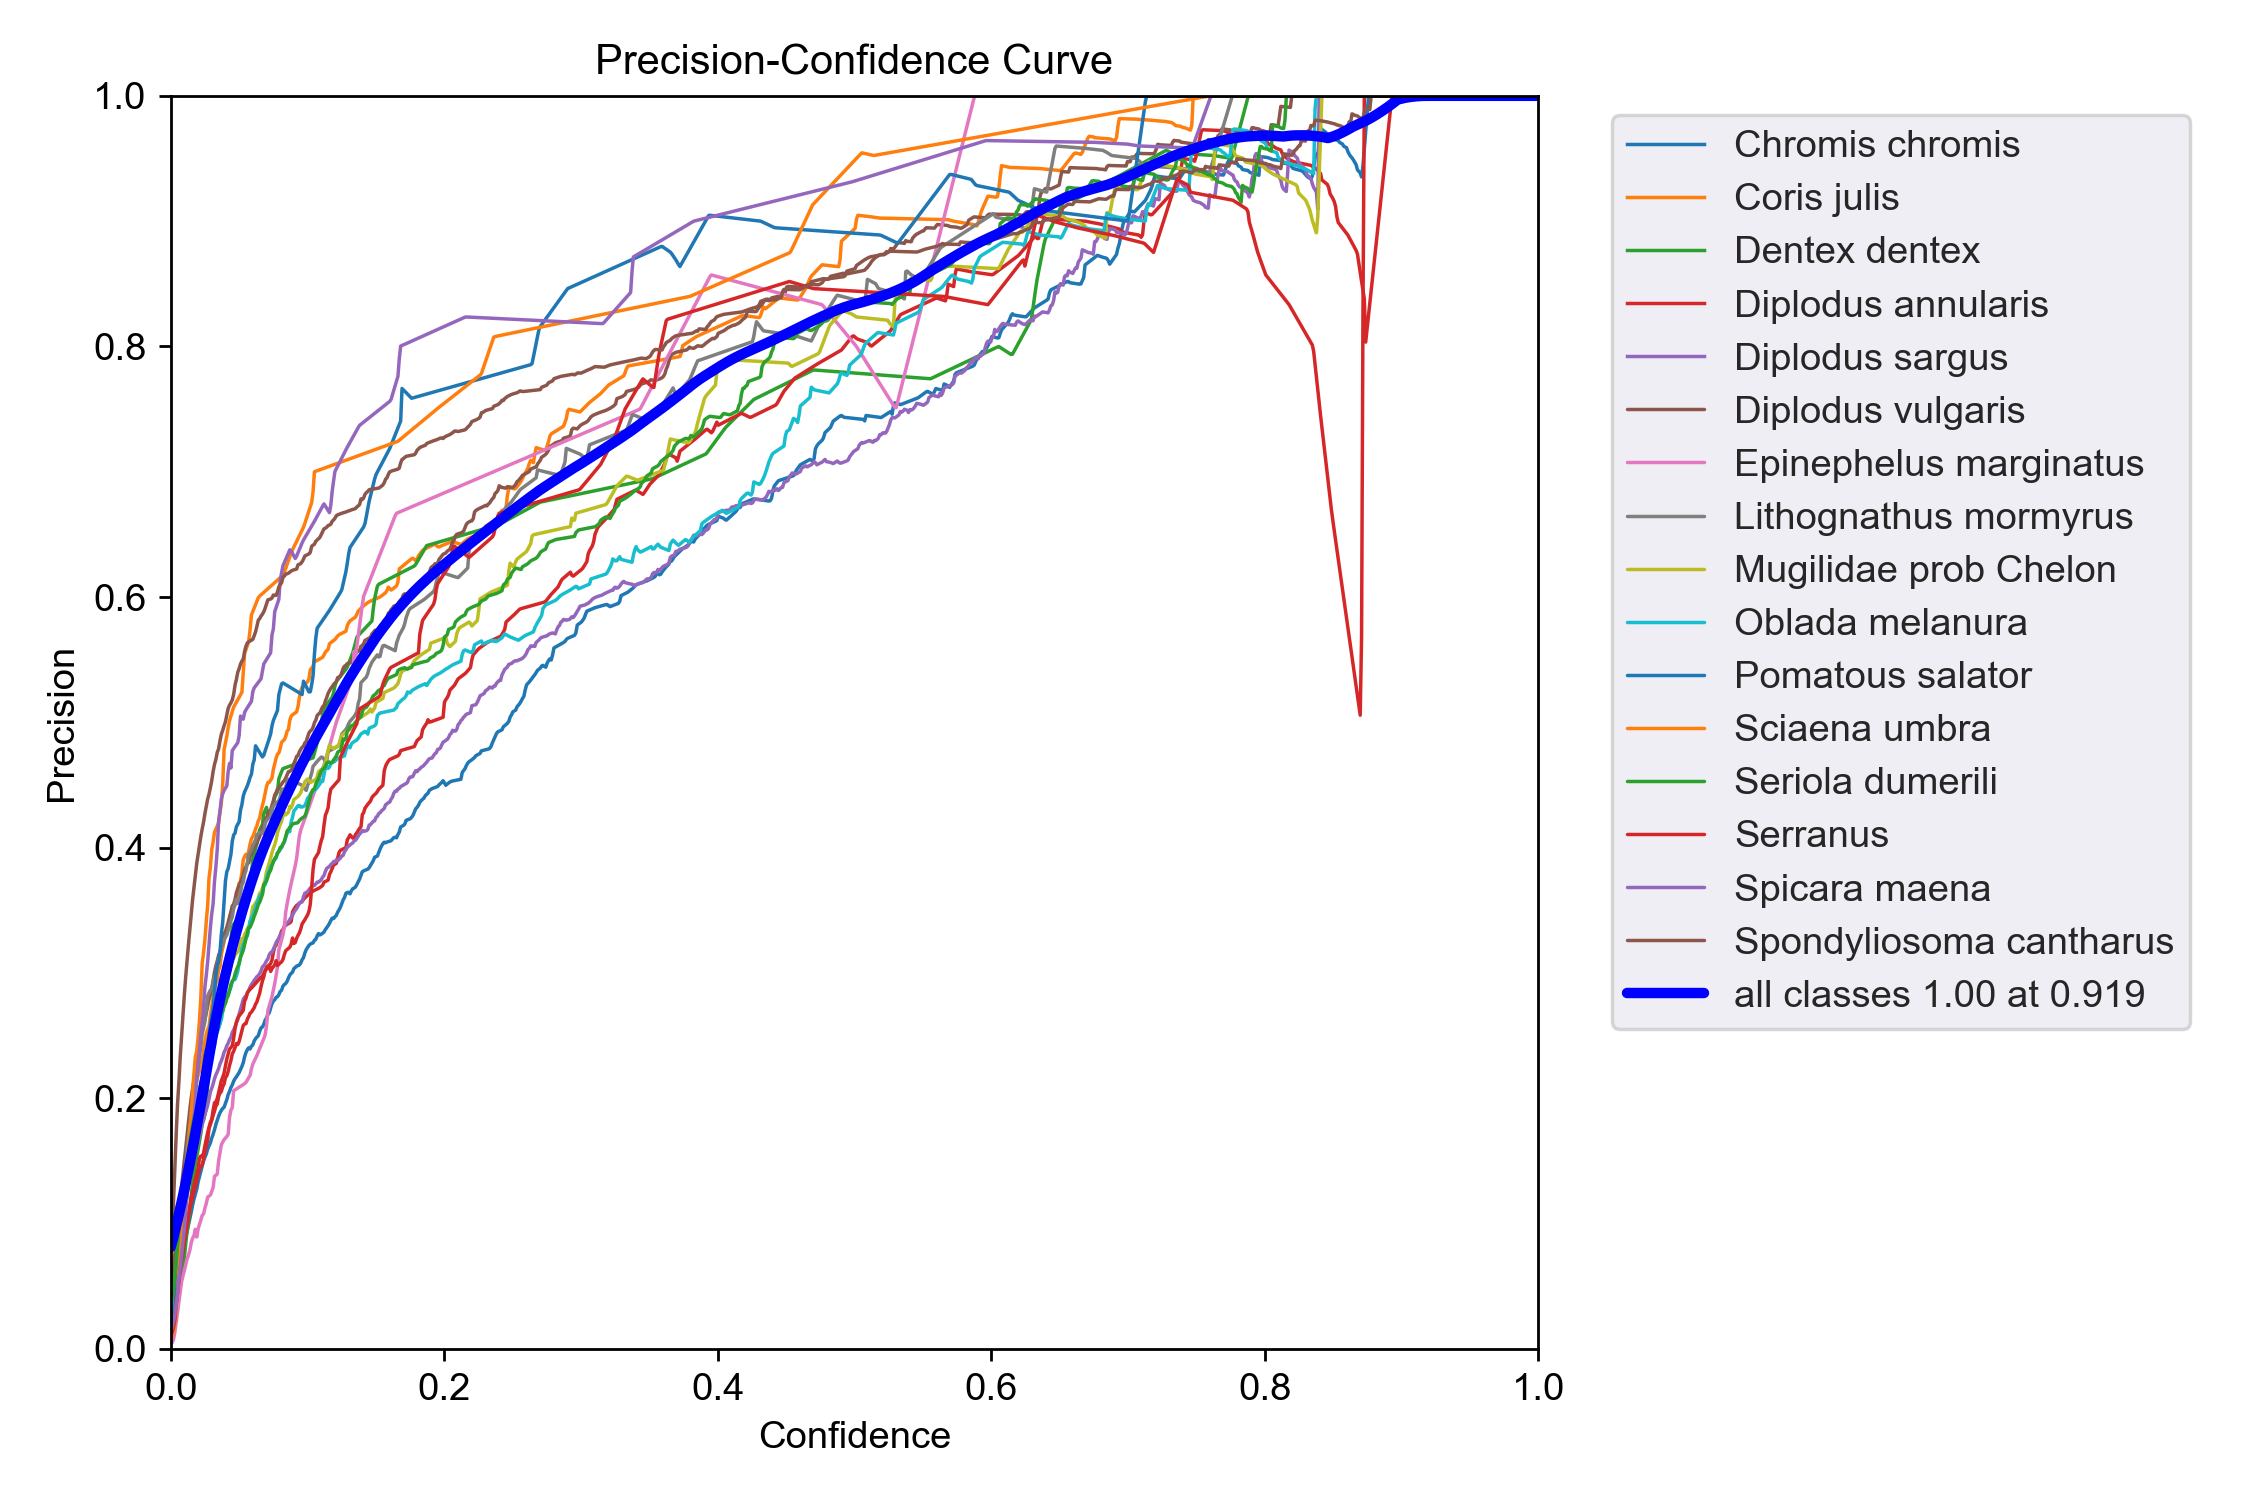 Precision-Confidence Curve
1.0
0.8
0.6
0.4
0.2
0.0
Precision
0.0 0.2 0.4 0.6 0.8 1.0
Confidence
Chromis chromis
Coris julis
Dentex dentex
Diplodus annularis
Diplodus sargus
Diplodus vulgaris
Epinephelus marginatus
Lithognathus mormyrus
Mugilidae prob Chelon
Oblada melanura
Pomatous salator
Sciaena umbra
Seriola dumerili
Serranus
Spicara maena
Spondyliosoma cantharus
all classes 1.00 at 0.919